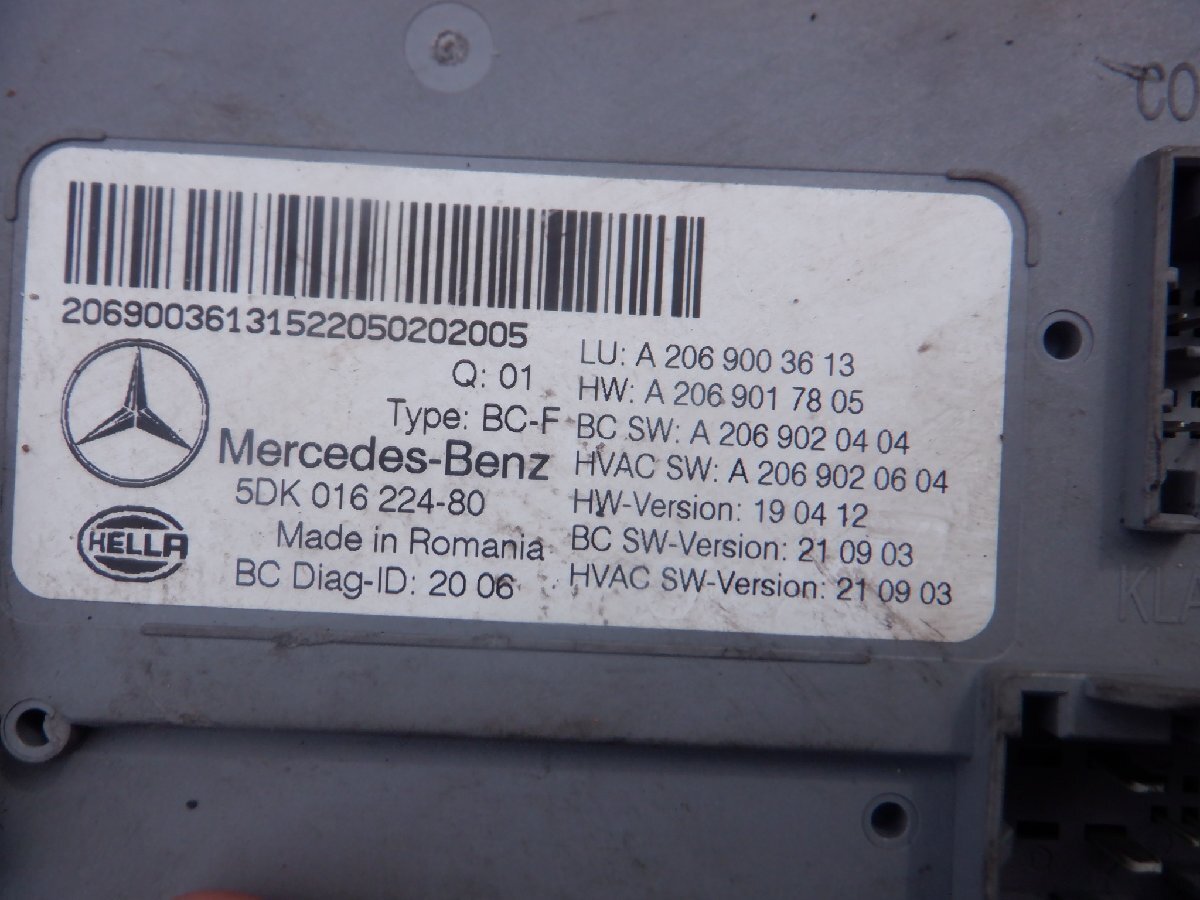 CO
20690036131522050202005
Q: 01
Type: BC-F
Mercedes-Benz
5DK 016 224-80
HELLA
Made in Romania
BC Diag-ID: 20 06
LU: A 206 900 36 13
HW: A 206 901 78 05
BC SW: A 206 902 04 04
HVAC SW: A 206 902 06 04
HW-Version: 19 04 12
BC SW-Version: 21 09 03
HVAC SW-Version: 21 09 03
KLA